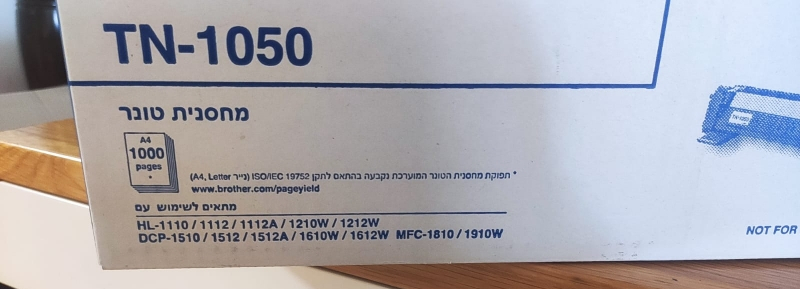 TN-1050
מחסנית טונר
A4
1000
pages
*
* תפוקת מחסנית הטונר המוערכת נקבעה בהתאם לתקן ISO/IEC 19752 (נייר A4, Letter)
www.brother.com/pageyield
מתאים לשימוש עם
HL-1110 / 1112 / 1112A / 1210W / 1212W
DCP-1510 / 1512 / 1512A / 1610W / 1612W MFC-1810 / 1910W
TN-1050
NOT FOR